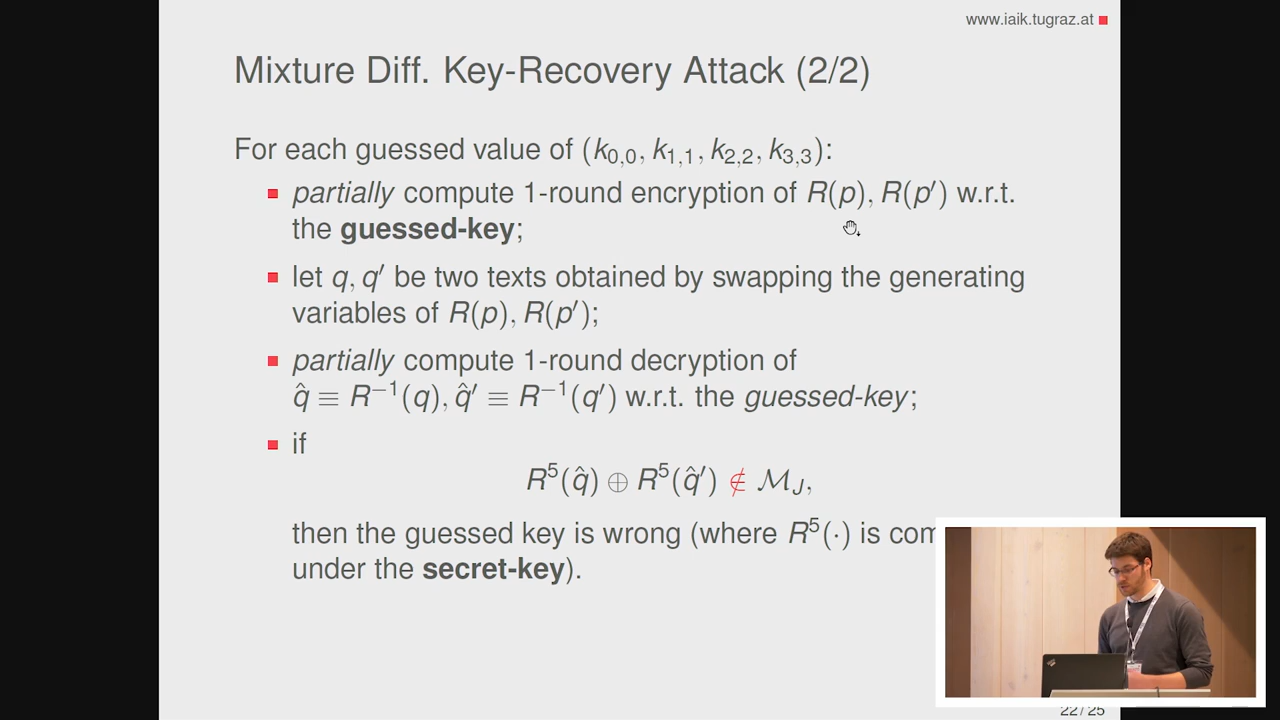 www.iaik.tugraz.at
Mixture Diff. Key-Recovery Attack (2/2)
For each guessed value of (k0,0, k1,1, k2,2, k3,3):
partially compute 1-round encryption of R(p), R(p′) w.r.t.
the guessed-key;
let q, q′ be two texts obtained by swapping the generating
variables of R(p), R(p′);
partially compute 1-round decryption of
q̂ ≡ R⁻¹(q), q̂′ ≡ R⁻¹(q′) w.r.t. the guessed-key;
if
R⁵(q̂) ⊕ R⁵(q̂′) ∉ ℳJ,
then the guessed key is wrong (where R⁵(·) is com
under the secret-key).
22/25